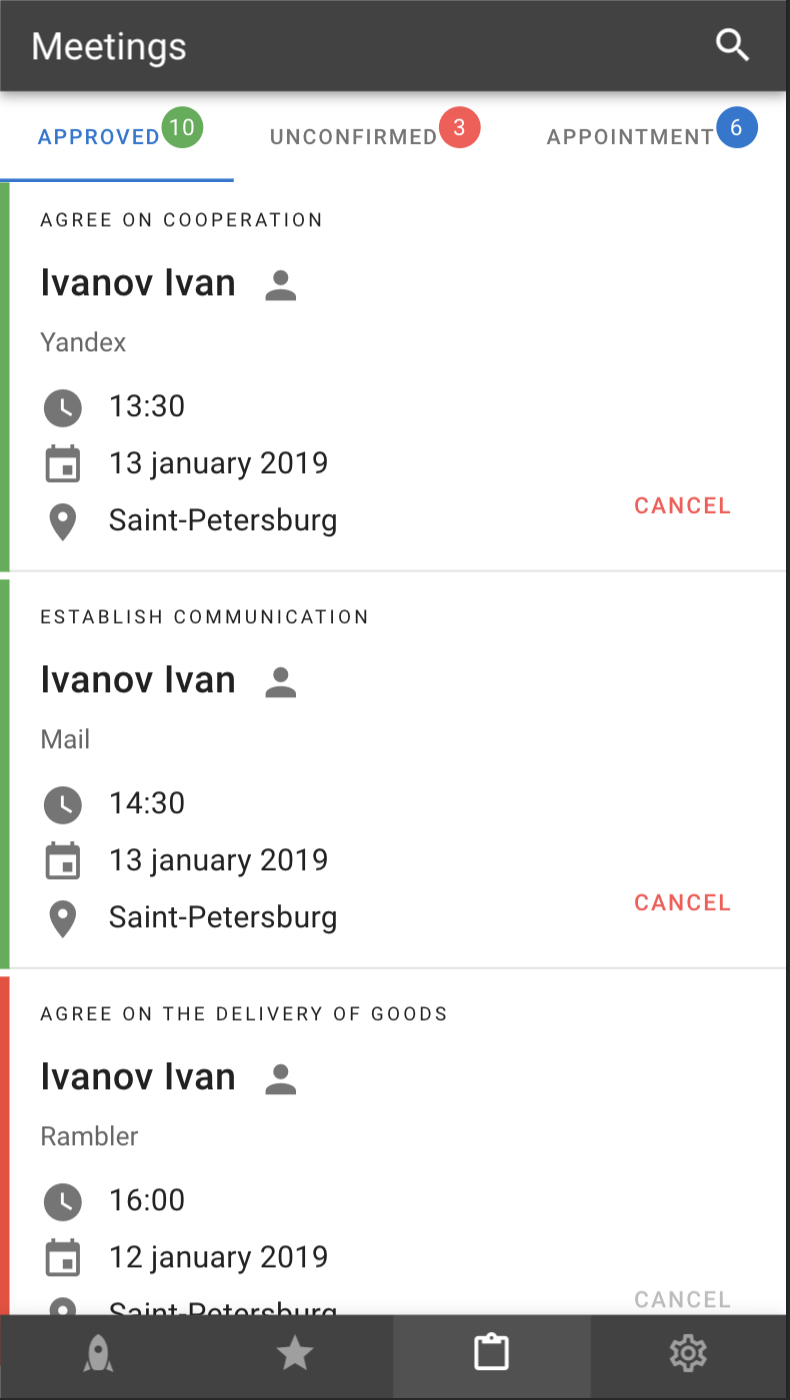 Meetings
APPROVED 10 UNCONFIRMED 3 APPOINTMENT 6
AGREE ON COOPERATION
Ivanov Ivan
Yandex
13:30
13 january 2019
Saint-Petersburg
CANCEL
ESTABLISH COMMUNICATION
Ivanov Ivan
Mail
14:30
13 january 2019
Saint-Petersburg
CANCEL
AGREE ON THE DELIVERY OF GOODS
Ivanov Ivan
Rambler
16:00
12 january 2019
Saint-Petersburg
CANCEL